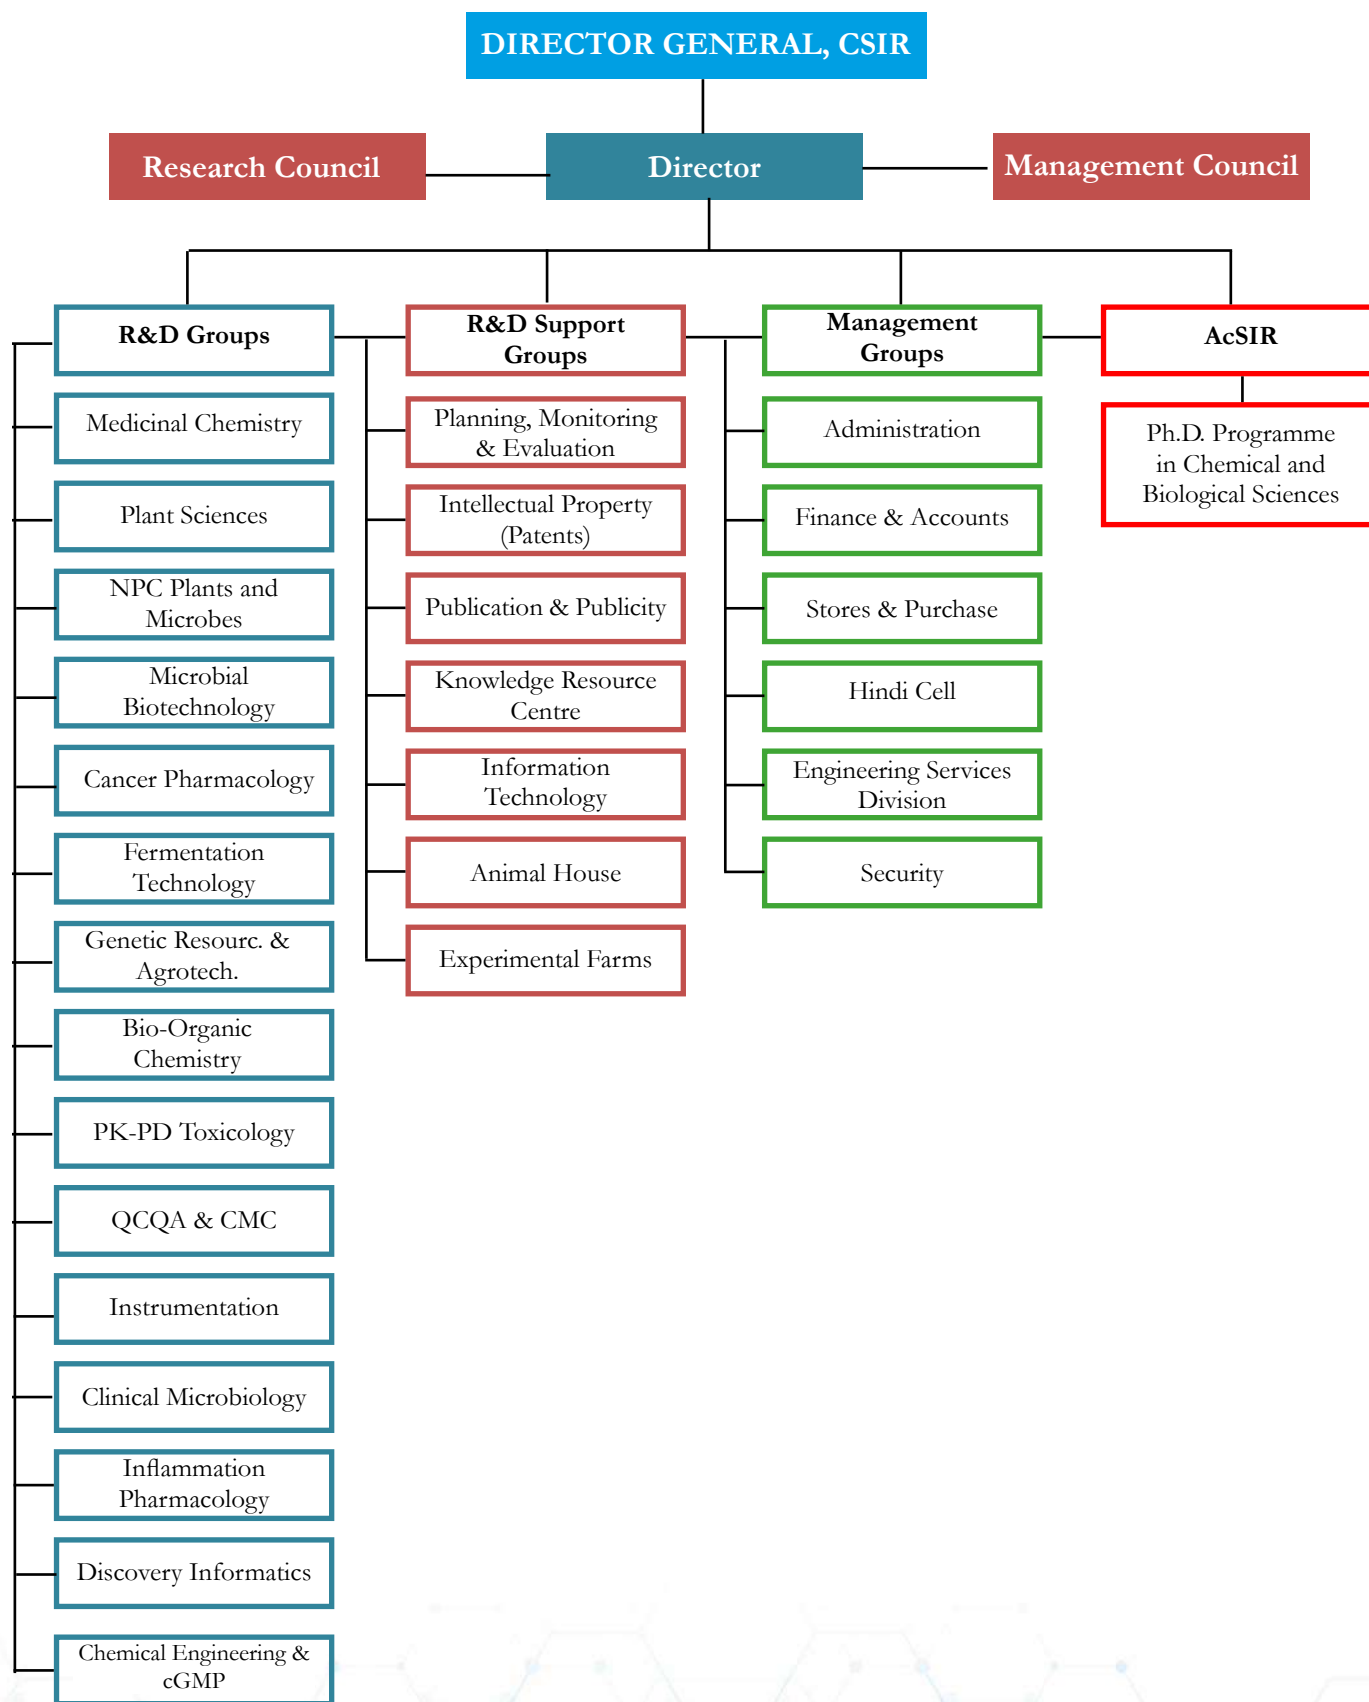 DIRECTOR GENERAL, CSIR
Research Council
Director
Management Council
R&D Groups
Medicinal Chemistry
Plant Sciences
NPC Plants and
Microbes
Microbial
Biotechnology
Cancer Pharmacology
Fermentation
Technology
Genetic Resourc. &
Agrotech.
Bio-Organic
Chemistry
PK-PD Toxicology
QCQA & CMC
Instrumentation
Clinical Microbiology
Inflammation
Pharmacology
Discovery Informatics
Chemical Engineering &
cGMP
R&D Support
Groups
Planning, Monitoring
& Evaluation
Intellectual Property
(Patents)
Publication & Publicity
Knowledge Resource
Centre
Information
Technology
Animal House
Experimental Farms
Management
Groups
Administration
Finance & Accounts
Stores & Purchase
Hindi Cell
Engineering Services
Division
Security
AcSIR
Ph.D. Programme
in Chemical and
Biological Sciences